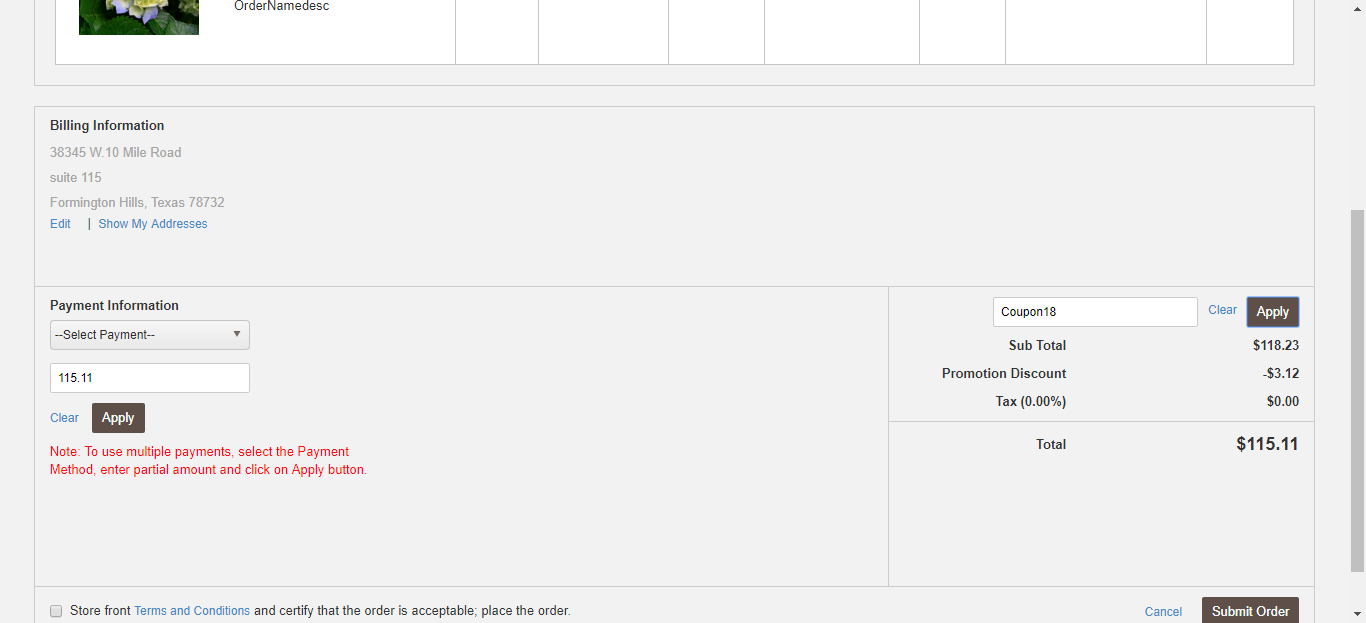 OrderNamedesc
Billing Information
38345 W.10 Mile Road
suite 115
Formington Hills, Texas 78732
Edit | Show My Addresses
Payment Information
--Select Payment--
115.11
Clear Apply
Note: To use multiple payments, select the Payment
Method, enter partial amount and click on Apply button.
Coupon18 Clear Apply
Sub Total $118.23
Promotion Discount -$3.12
Tax (0.00%) $0.00
Total $115.11
Store front Terms and Conditions and certify that the order is acceptable; place the order.
Cancel Submit Order